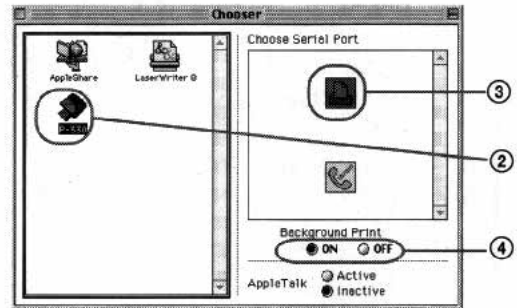 Chooser
AppleShare
LaserWriter 8
Choose Serial Port
③
②
Background Print
ON OFF
④
AppleTalk
Active
Inactive